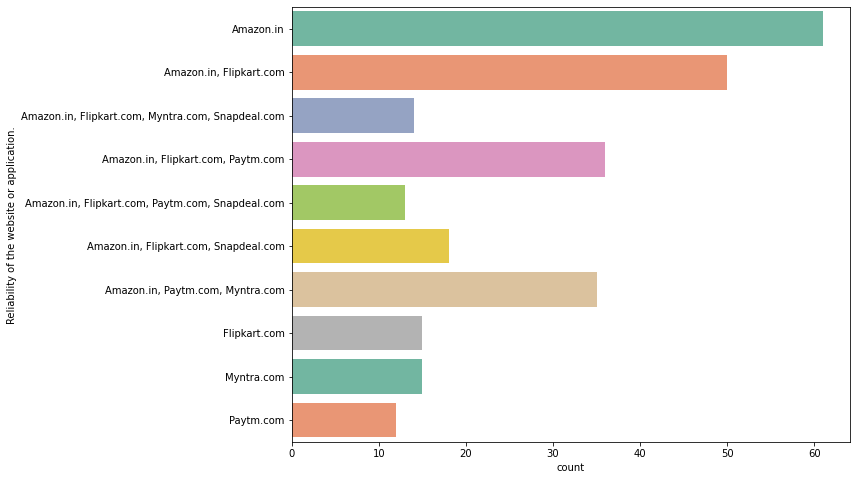 Reliability of the website or application.
Amazon.in
Amazon.in, Flipkart.com
Amazon.in, Flipkart.com, Myntra.com, Snapdeal.com
Amazon.in, Flipkart.com, Paytm.com
Amazon.in, Flipkart.com, Paytm.com, Snapdeal.com
Amazon.in, Flipkart.com, Snapdeal.com
Amazon.in, Paytm.com, Myntra.com
Flipkart.com
Myntra.com
Paytm.com
0 10 20 30 40 50 60
count